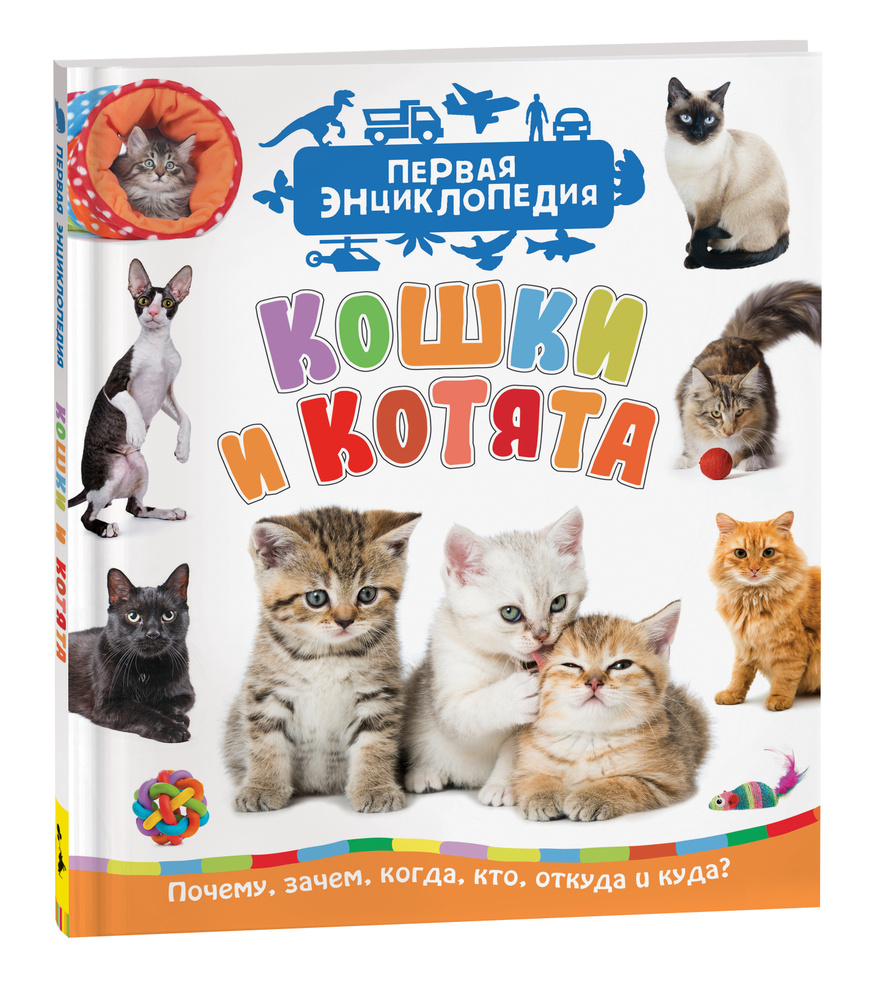 ПЕРВАЯ
ЭНЦИКЛОПЕДИЯ
КОШКИ
И КОТЯТА
Почему, зачем, когда, кто, откуда и куда?
ПЕРВАЯ ЭНЦИКЛОПЕДИЯ КОШКИ И КОТЯТА